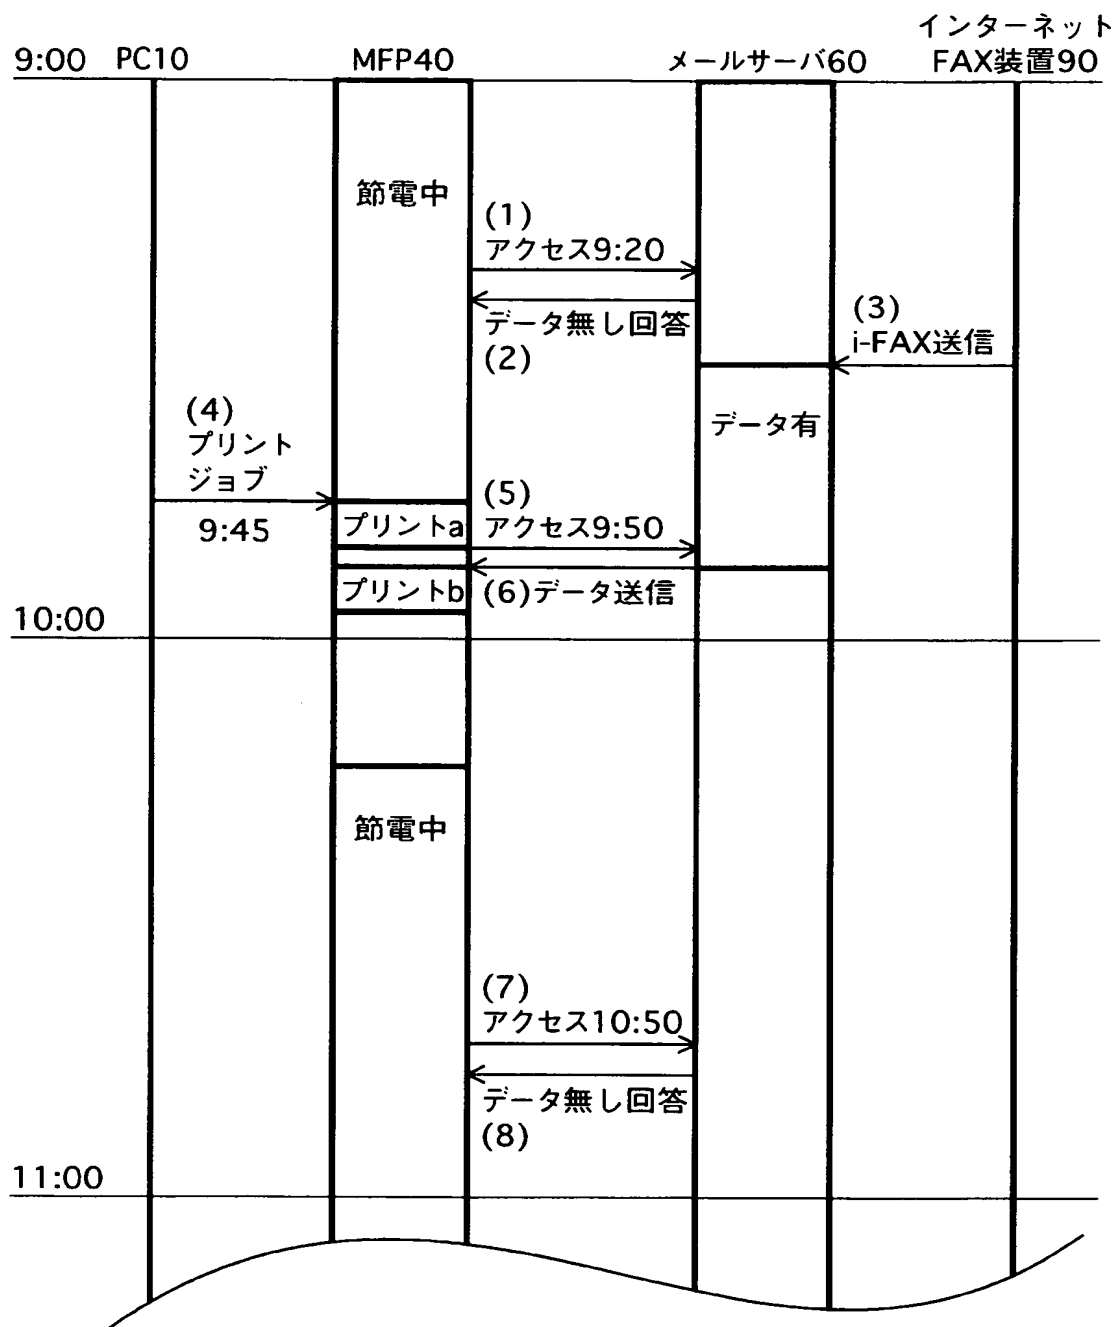 インターネット
9:00 PC10 MFP40 メールサーバ60 FAX装置90
節電中
(1)
アクセス9:20
データ無し回答
(2)
(3)
i-FAX送信
データ有
(4)
プリント
ジョブ
9:45
プリントa
(5)
アクセス9:50
プリントb
(6)データ送信
10:00
節電中
(7)
アクセス10:50
データ無し回答
(8)
11:00